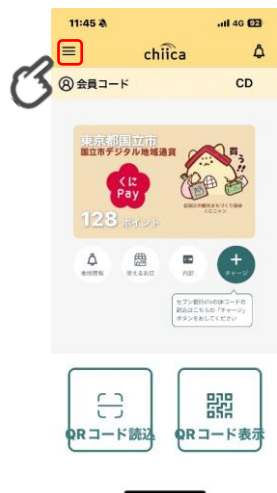 11:45
4G 92
chiica
会員コード
CD
東京都国立市
国立市デジタル地域通貨
くに
Pay
買う!!
128 ポイント
地域情報
使えるお店
内訳
チャージ
セブン銀行ATMのQRコードの
読込はこちらの「チャージ」
ボタンをおしてください
QRコード読込
QRコード表示